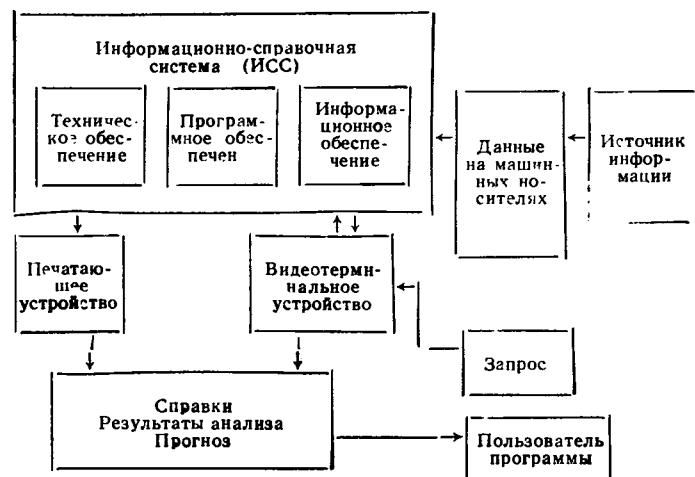 Информационно-справочная
система (ИСС)
Техничес-
кое обес-
печение
Програм-
мное обес-
печен
Информа-
ционное
обеспе-
чение
Данные
на машин-
ных но-
сителях
Источник
инфор-
мации
Печатаю-
щее
устройство
Видеотерми-
нальное
устройство
Запрос
Справки
Результаты анализа
Прогноз
Пользователь
программы